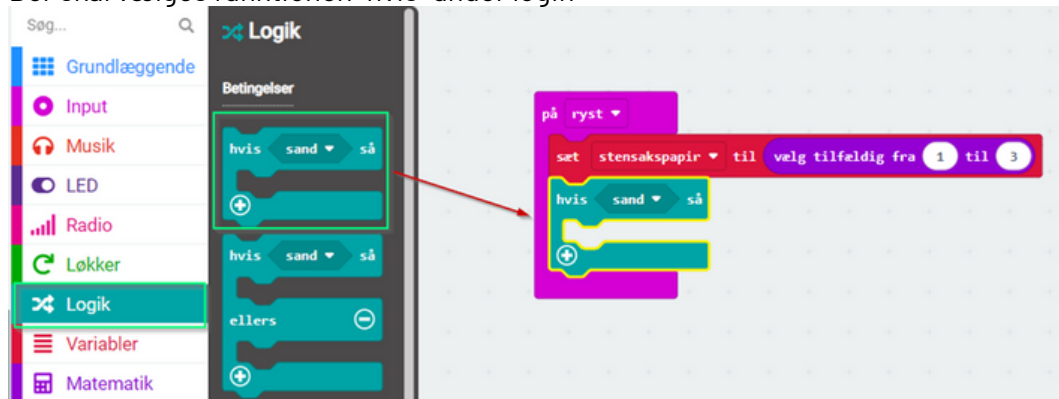 Søg...
Grundlæggende
Input
Musik
LED
Radio
Løkker
Logik
Variabler
Matematik
Logik
Betingelser
hvis sand så
hvis sand så
ellers
på ryst
sæt stensakspapir til vælg tilfældig fra 1 til 3
hvis sand så